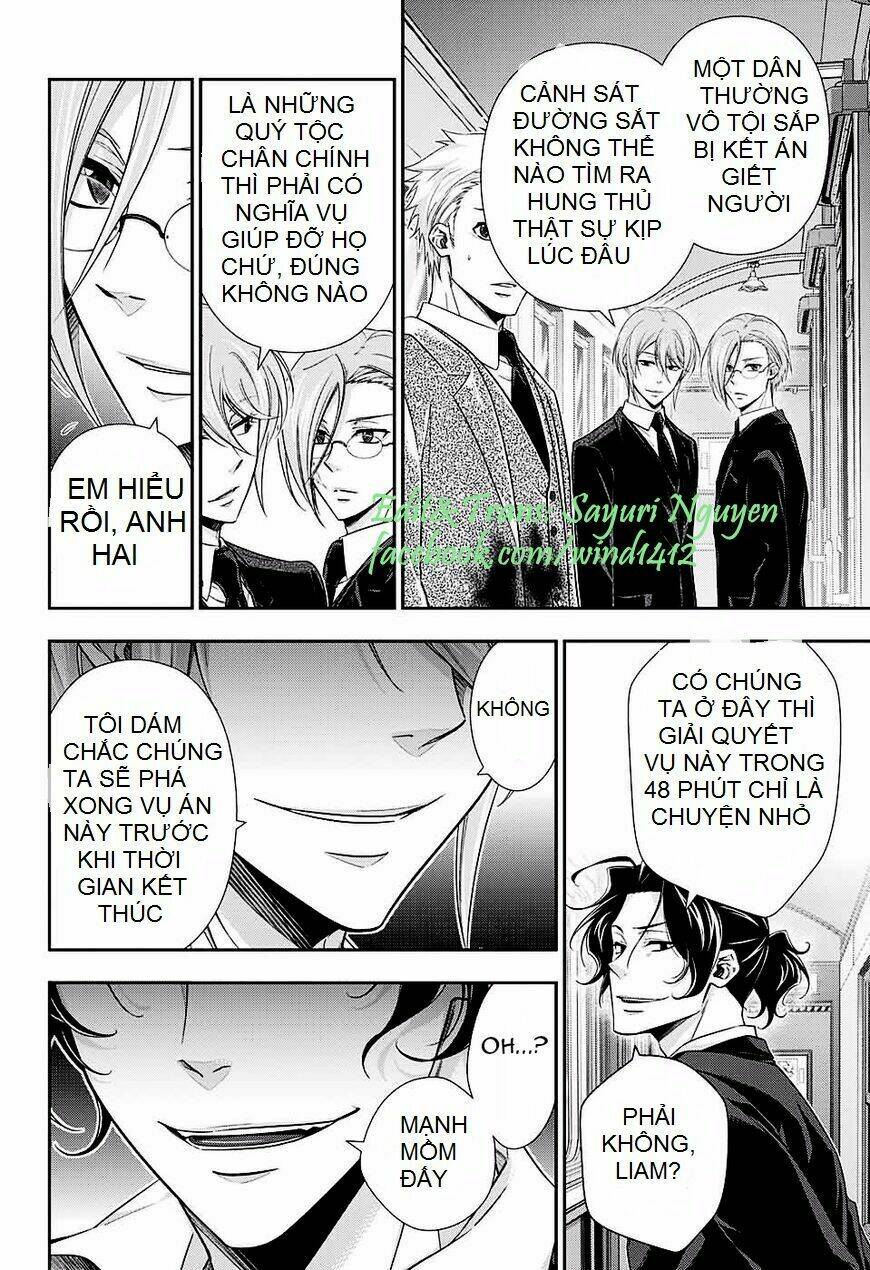 MỘT DÂN
THƯỜNG
VÔ TỘI SẮP
BỊ KẾT ÁN
GIẾT
NGƯỜI
CẢNH SÁT
ĐƯỜNG SẮT
KHÔNG THỂ
NÀO TÌM RA
HUNG THỦ
THẬT SỰ KỊP
LÚC ĐÂU
LÀ NHỮNG
QUÝ TỘC
CHÂN CHÍNH
THÌ PHẢI CÓ
NGHĨA VỤ
GIÚP ĐỠ HỌ
CHỨ, ĐÚNG
KHÔNG NÀO
EM HIỂU
RỒI, ANH
HAI
Edit&Trans: Sayuri Nguyen
facebook.com/wind1412
CÓ CHÚNG
TA Ở ĐÂY THÌ
GIẢI QUYẾT
VỤ NÀY TRONG
48 PHÚT CHỈ LÀ
CHUYỆN NHỎ
PHẢI
KHÔNG,
LIAM?
KHÔNG
TÔI DÁM
CHẮC CHÚNG
TA SẼ PHÁ
XONG VỤ ÁN
NÀY TRƯỚC
KHI THỜI
GIAN KẾT
THÚC
OH...?
MẠNH
MỒM
ĐẤY